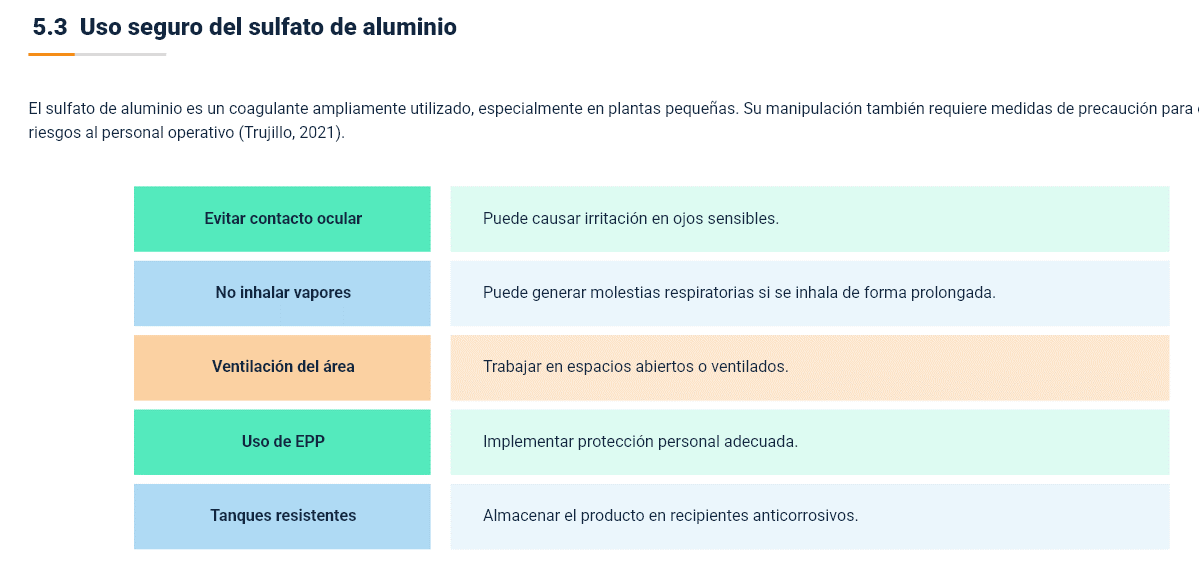 5.3 Uso seguro del sulfato de aluminio
El sulfato de aluminio es un coagulante ampliamente utilizado, especialmente en plantas pequeñas. Su manipulación también requiere medidas de precaución para
riesgos al personal operativo (Trujillo, 2021).
Evitar contacto ocular
Puede causar irritación en ojos sensibles.
No inhalar vapores
Puede generar molestias respiratorias si se inhala de forma prolongada.
Ventilación del área
Trabajar en espacios abiertos o ventilados.
Uso de EPP
Implementar protección personal adecuada.
Tanques resistentes
Almacenar el producto en recipientes anticorrosivos.